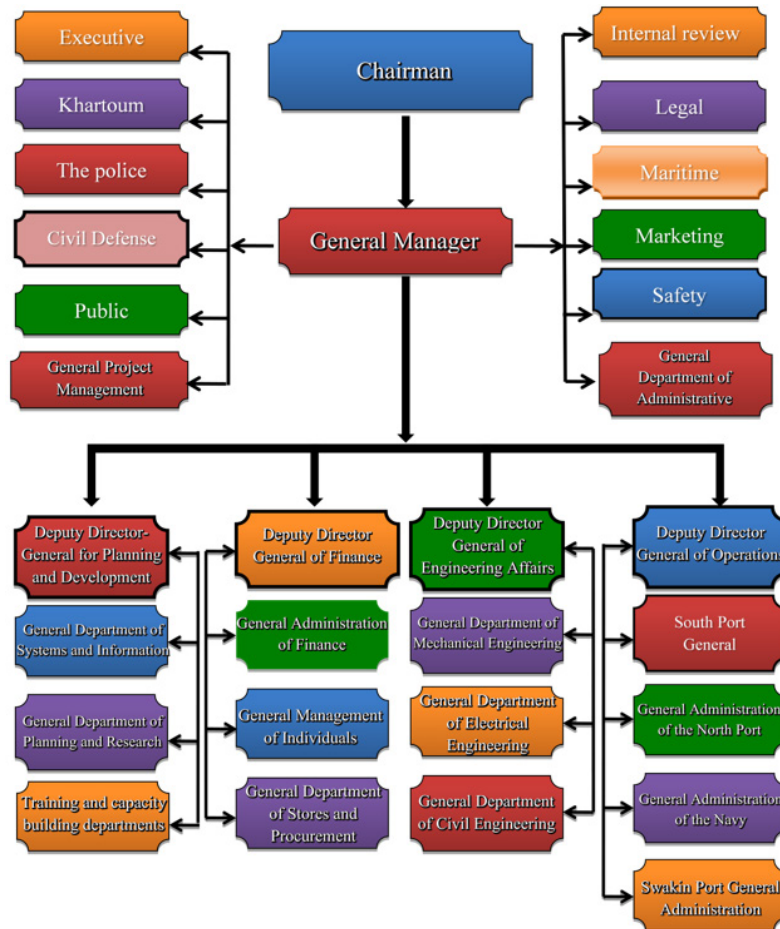 Executive
Khartoum
The police
Civil Defense
Public
General Project
Management
Chairman
General Manager
Internal review
Legal
Maritime
Marketing
Safety
General
Department of
Administrative
Deputy Director-
General for Planning
and Development
General Department of
Systems and Information
General Department of
Planning and Research
Training and capacity
building departments
Deputy Director
General of Finance
General Administration
of Finance
General Management
of Individuals
General Department
of Stores and
Procurement
Deputy Director
General of
Engineering Affairs
General Department of
Mechanical Engineering
General Department
of Electrical
Engineering
General Department
of Civil Engineering
Deputy Director
General of Operations
South Port
General
General Administration
of the North Port
General Administration
of the Navy
Swakin Port General
Administration